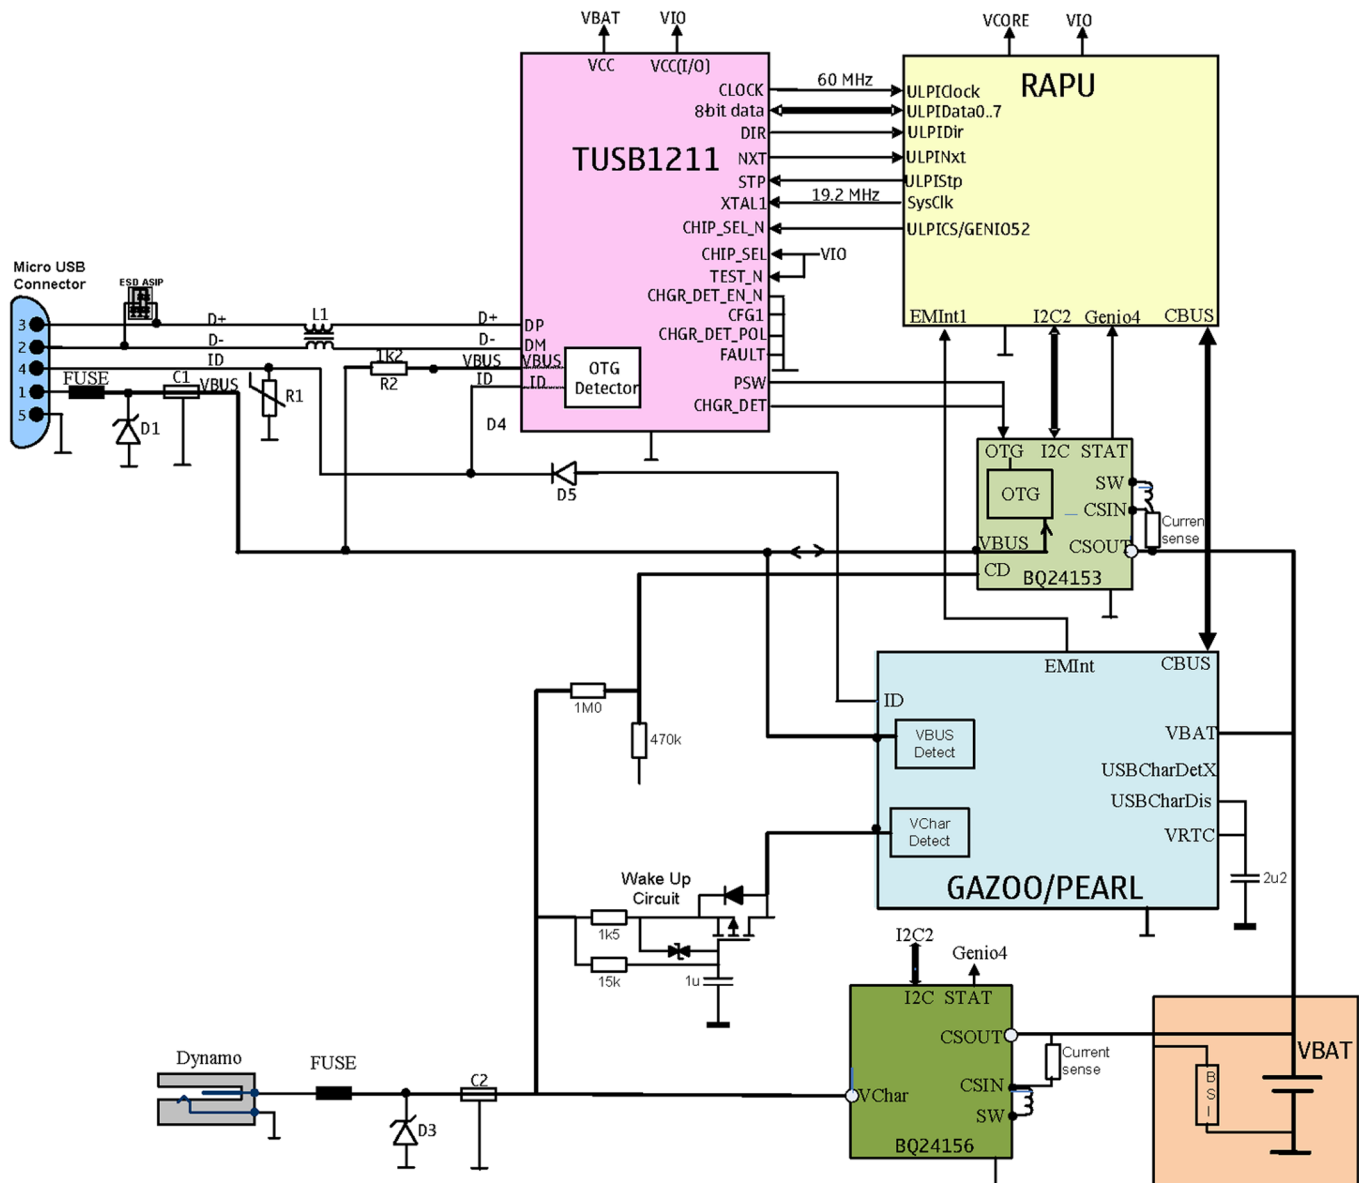 VBAT
VIO
VCORE
VIO
VCC
VCC(I/O)
RAPU
CLOCK
60 MHz
ULPIClock
8-bit data
ULPIData0..7
DIR
ULPIDir
TUSB1211
NXT
ULPINxt
STP
ULPIStp
XTAL1
19.2 MHz
SysClk
CHIP_SEL_N
ULPICS/GENIO52
CHIP_SEL
VIO
TEST_N
Micro USB
Connector
ESD ASIP
CHGR_DET_EN_N
CFG1
EMInt1
I2C2
Genio4
CBUS
3
D+
L1
D+
DP
CHGR_DET_POL
2
D-
D-
DM
FAULT
4
ID
1k2
VBUS
VBUS
OTG
Detector
FUSE
C1
VBUS
R2
ID
ID
PSW
1
R1
CHGR_DET
5
D1
D4
OTG
I2C
STAT
D5
OTG
SW
CSIN
Curren
sense
VBUS
CSOUT
CD
BQ24153
EMInt
CBUS
1M0
ID
470k
VBUS
Detect
VBAT
USBCharDetX
USBCharDis
VChar
Detect
VRTC
Wake Up
Circuit
GAZOO/PEARL
2u2
1k5
I2C2
Genio4
15k
1u
I2C
STAT
CSOUT
VBAT
Dynamo
FUSE
C2
Current
sense
CSIN
VChar
SW
B
S
I
D3
BQ24156